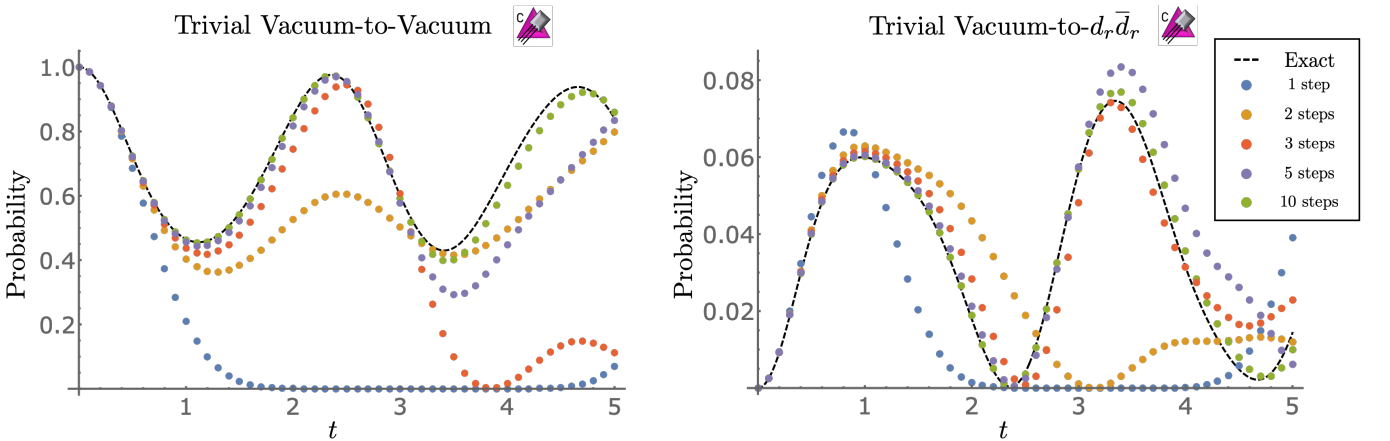 Trivial Vacuum-to-Vacuum
C
Probability
1.0
0.8
0.6
0.4
0.2
1 2 3 4 5
t
Trivial Vacuum-to-$d_r\overline{d}_r$
C
Probability
0.08
0.06
0.04
0.02
1 2 3 4 5
t
Exact
1 step
2 steps
3 steps
5 steps
10 steps